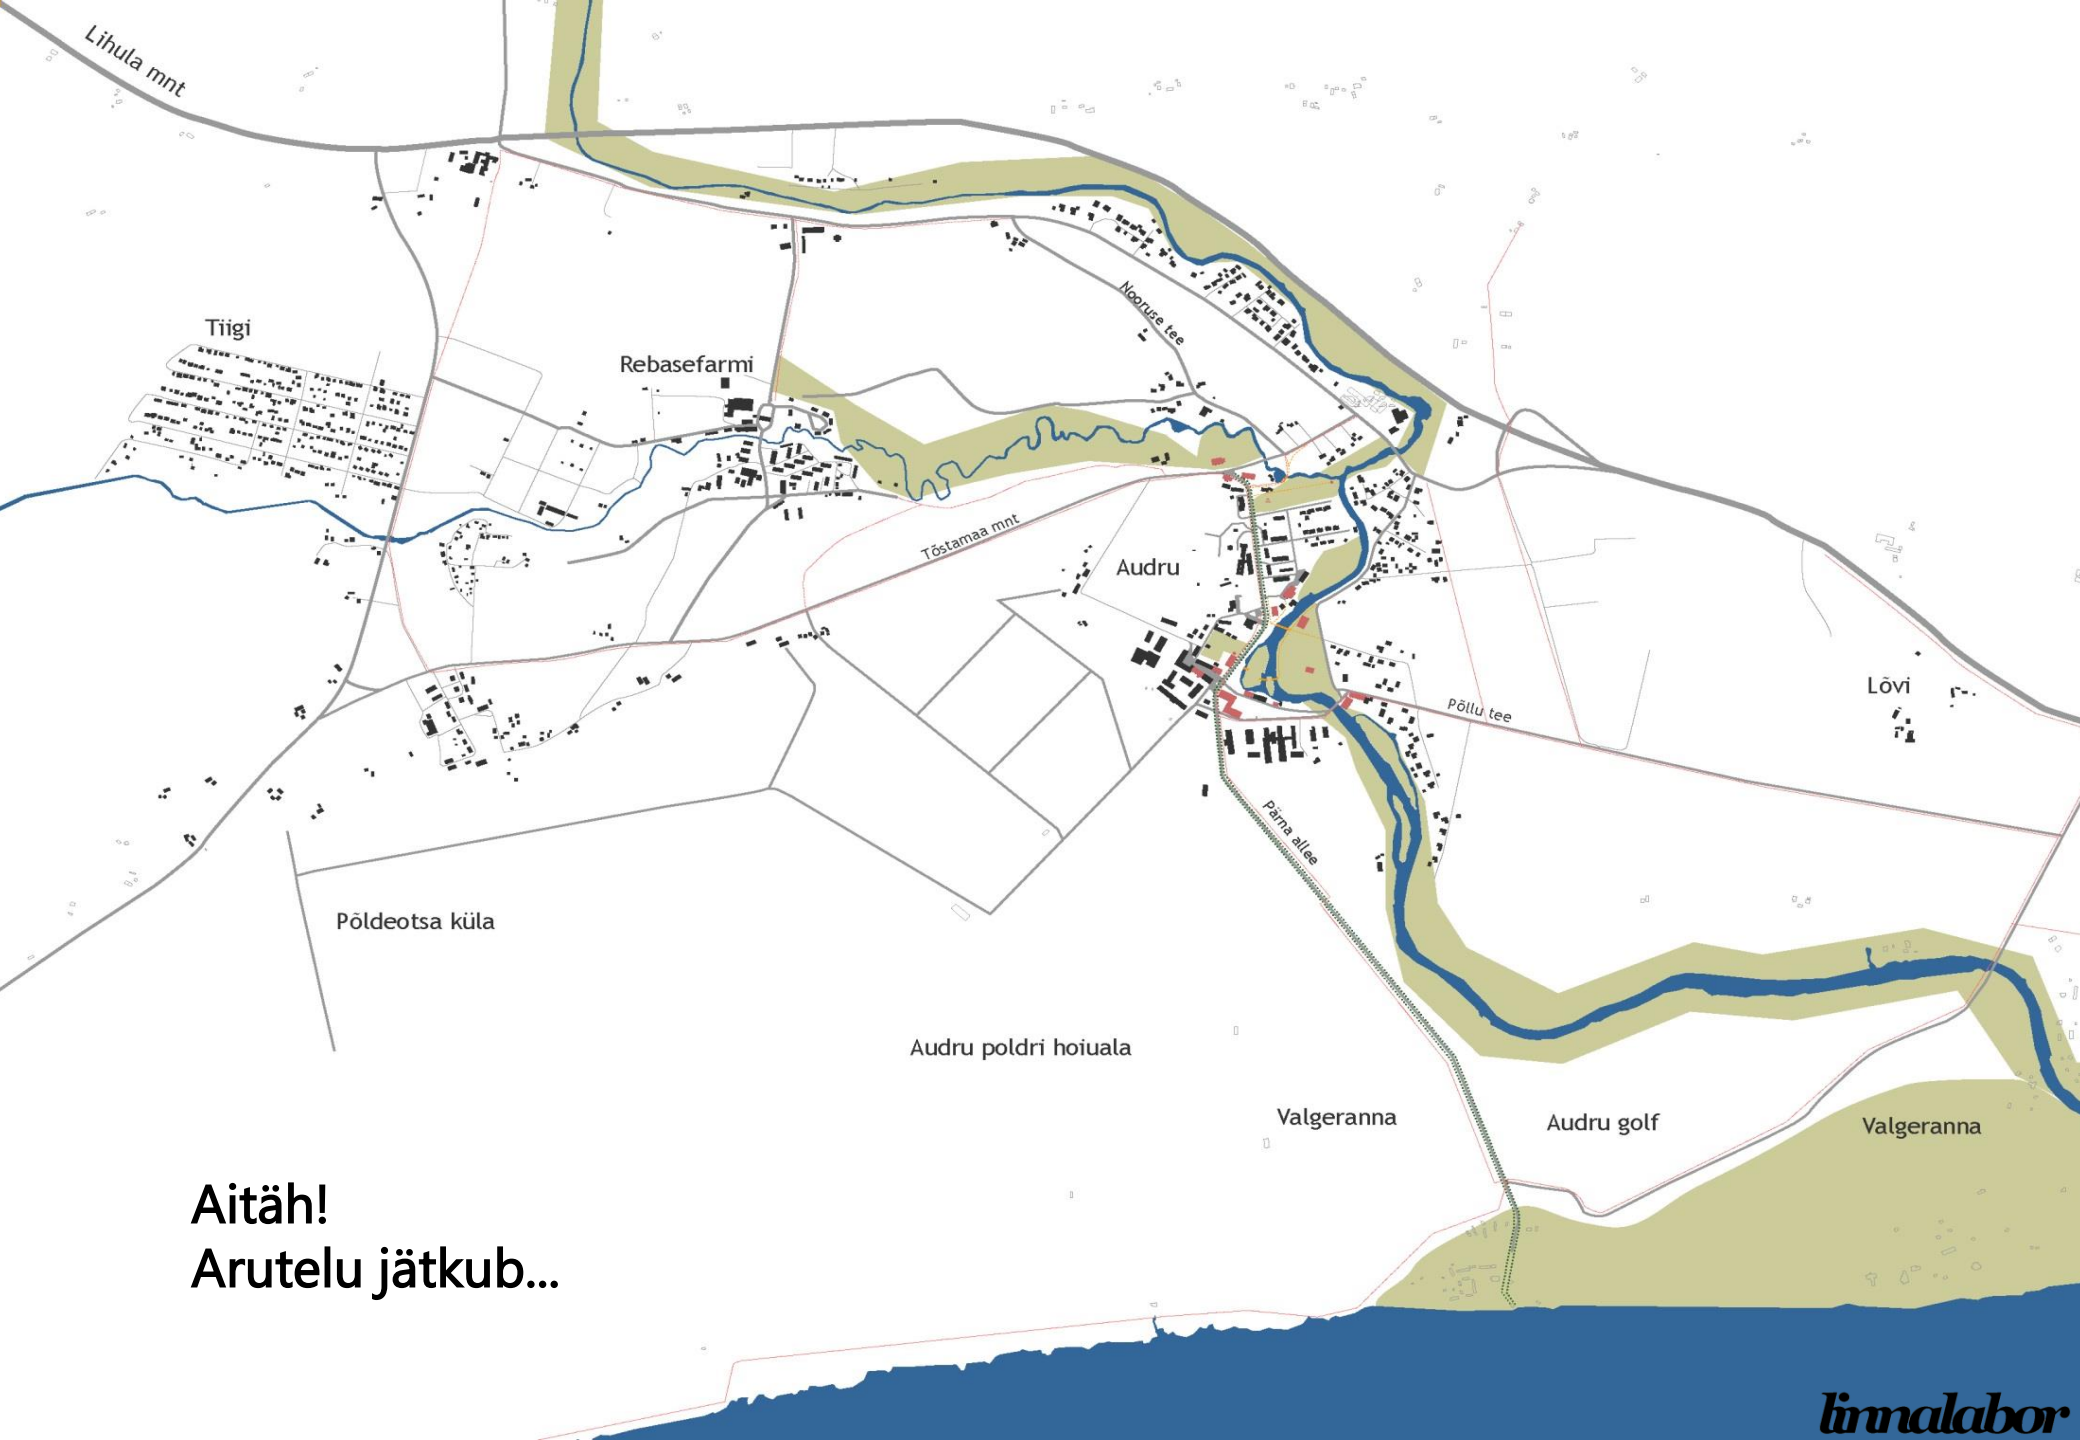 Lihula mnt
Nooruse tee
Tiigi
Rebasefarmi
Tõstamaa mnt
Audru
Lõvi
Põllu tee
Pärna allee
Põldeotsa küla
Audru poldri hoiuala
Valgeranna
Audru golf
Valgeranna
Aitäh!
Arutelu jätkub...
linnalabor